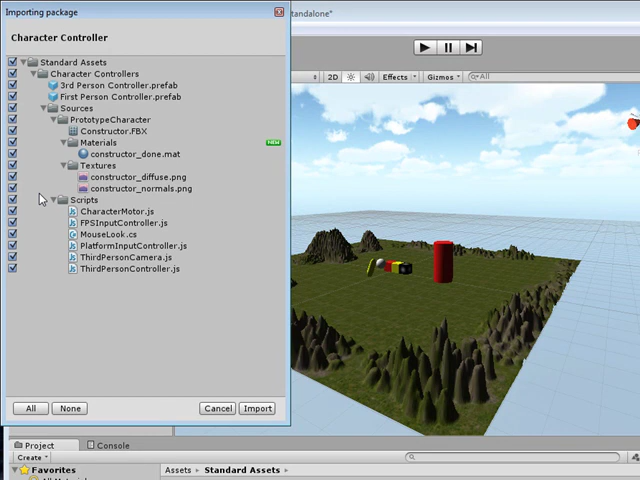 Importing package
tandalone*
Character Controller
2D
Effects
Gizmos
All
Standard Assets
Character Controllers
3rd Person Controller.prefab
First Person Controller.prefab
Sources
PrototypeCharacter
Constructor.FBX
Materials
NEW
constructor_done.mat
Textures
constructor_diffuse.png
constructor_normals.png
Scripts
CharacterMotor.js
FPSInputController.js
MouseLook.cs
PlatformInputController.js
ThirdPersonCamera.js
ThirdPersonController.js
All
None
Cancel
Import
Project
Console
Create
Favorites
Assets
Standard Assets